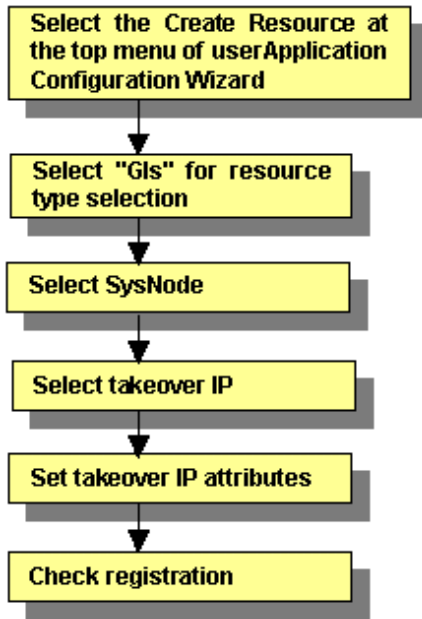 Select the Create Resource at
the top menu of userApplication
Configuration Wizard
Select "Gls" for resource
type selection
Select SysNode
Select takeover IP
Set takeover IP attributes
Check registration